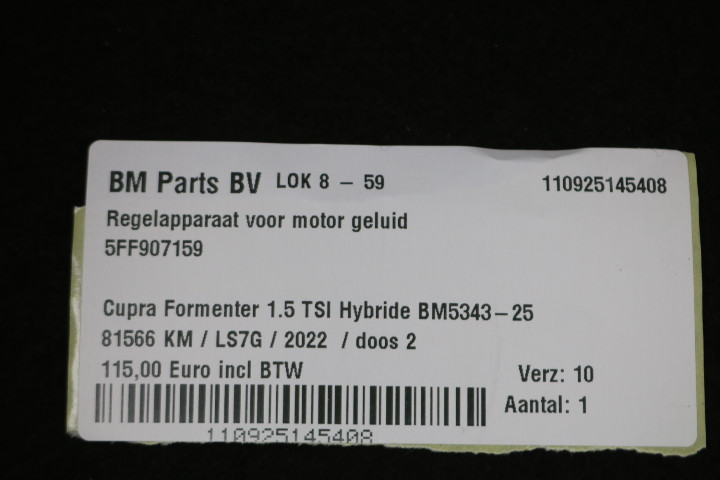 BM Parts BV LOK 8 - 59 110925145408
Regelapparaat voor motor geluid
5FF907159
Cupra Formenter 1.5 TSI Hybride BM5343-25
81566 KM / LS7G / 2022 / doos 2
115,00 Euro incl BTW Verz: 10
Aantal: 1
110925145408